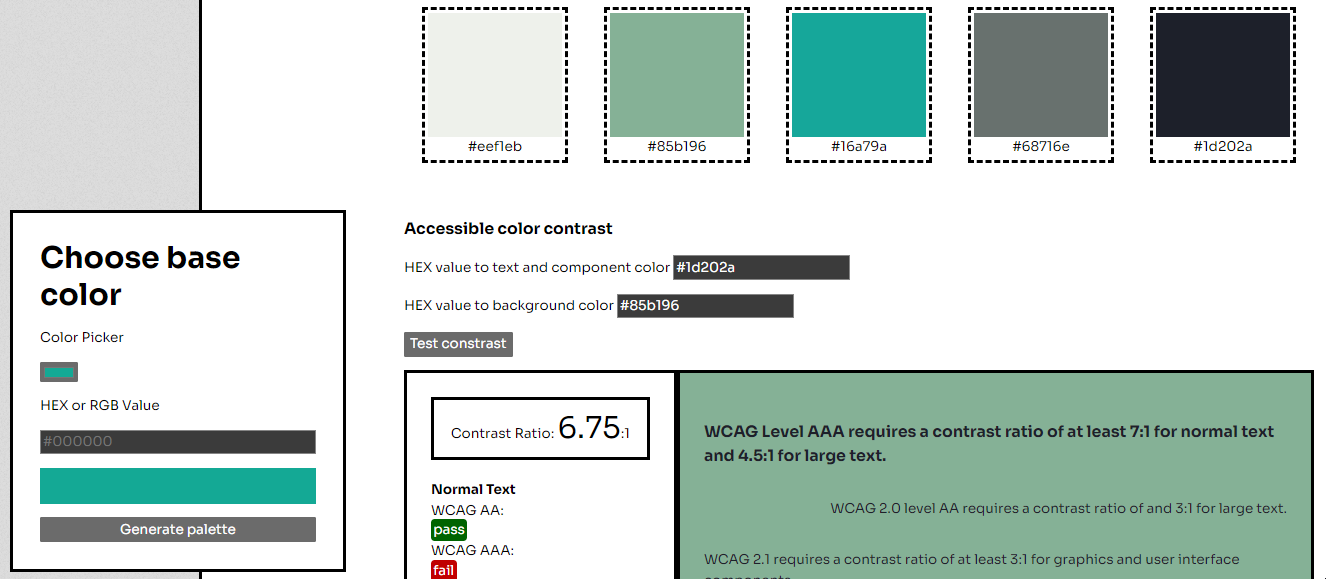 #eef1eb
#85b196
#16a79a
#68716e
#1d202a
Choose base
color
Color Picker
HEX or RGB Value
#000000
Generate palette
Accessible color contrast
HEX value to text and component color #1d202a
HEX value to background color #85b196
Test constrast
Contrast Ratio: 6.75:1
Normal Text
WCAG AA:
pass
WCAG AAA:
fail
WCAG Level AAA requires a contrast ratio of at least 7:1 for normal text
and 4.5:1 for large text.
WCAG 2.0 level AA requires a contrast ratio of and 3:1 for large text.
WCAG 2.1 requires a contrast ratio of at least 3:1 for graphics and user interface